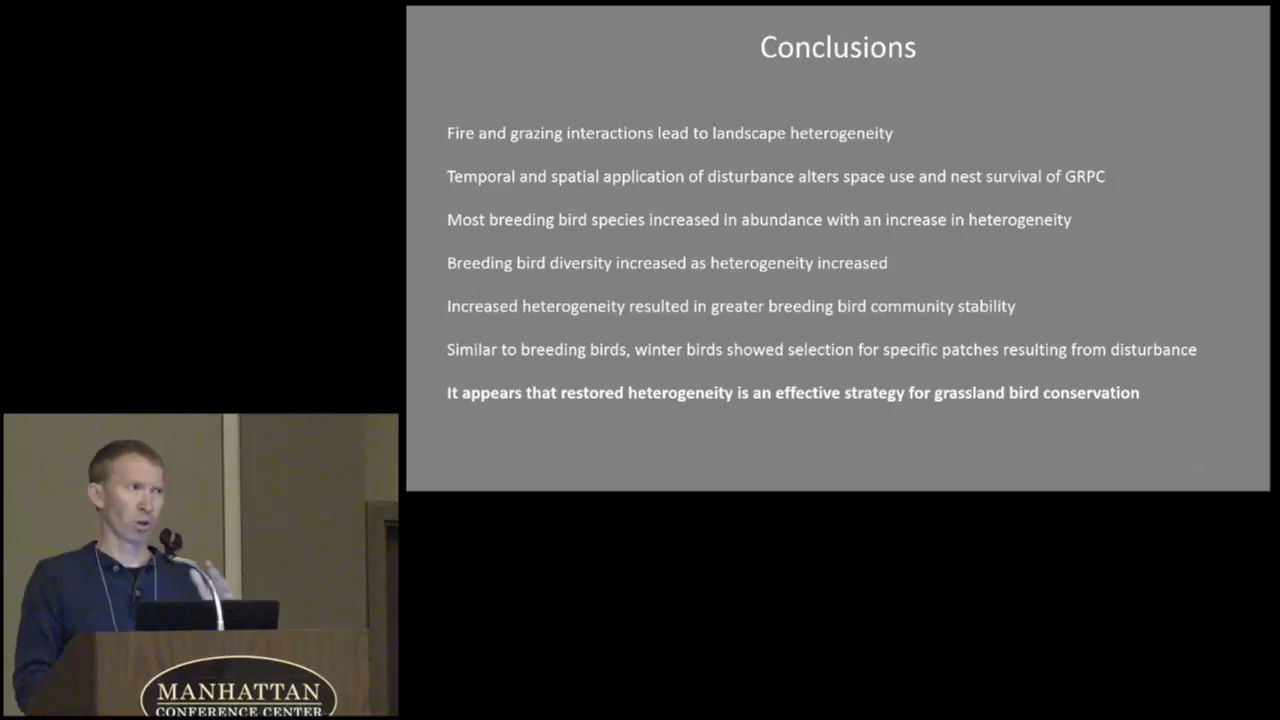 Conclusions
Fire and grazing interactions lead to landscape heterogeneity
Temporal and spatial application of disturbance alters space use and nest survival of GRPC
Most breeding bird species increased in abundance with an increase in heterogeneity
Breeding bird diversity increased as heterogeneity increased
Increased heterogeneity resulted in greater breeding bird community stability
Similar to breeding birds, winter birds showed selection for specific patches resulting from disturbance
It appears that restored heterogeneity is an effective strategy for grassland bird conservation
MANHATTAN
CONFERENCE CENTER